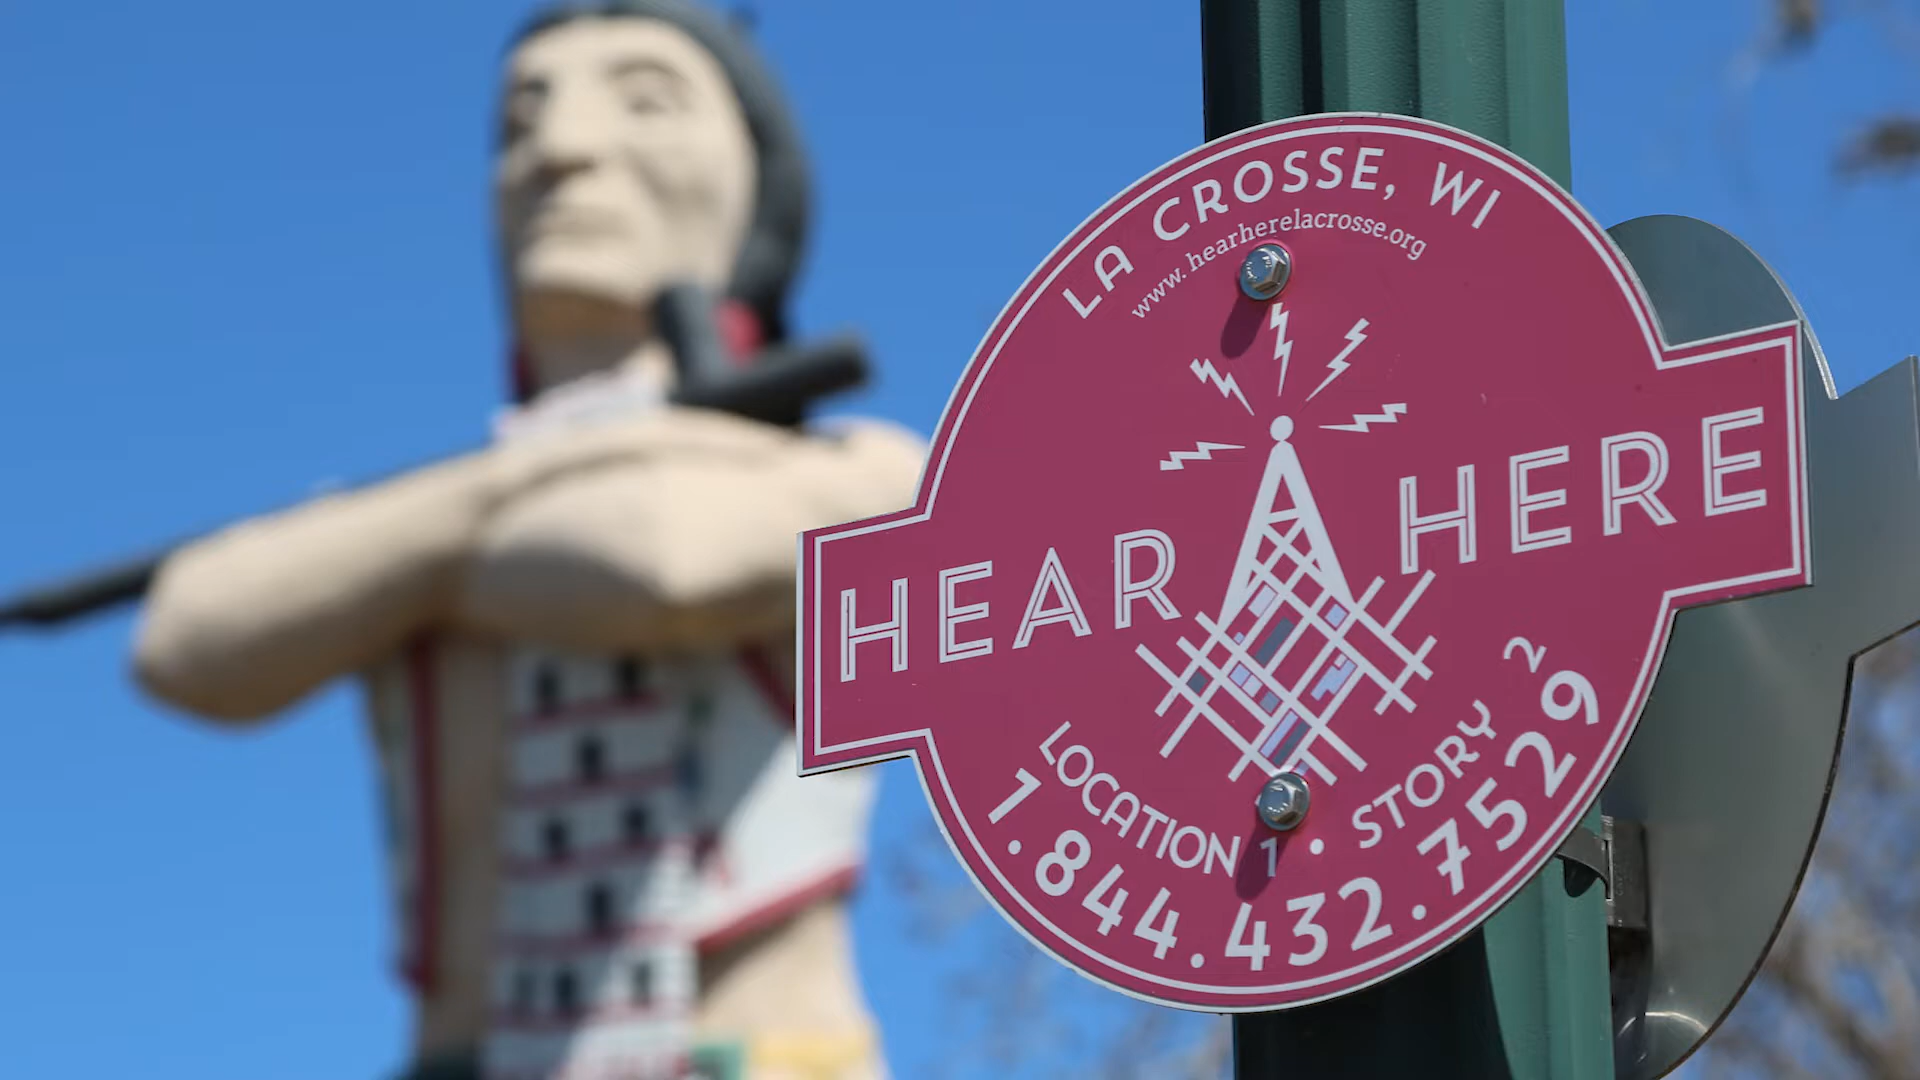 LA CROSSE, WI
www.hearherelacrosse.org
HEAR HERE
LOCATION 1 • STORY 2
1.844.432.7529